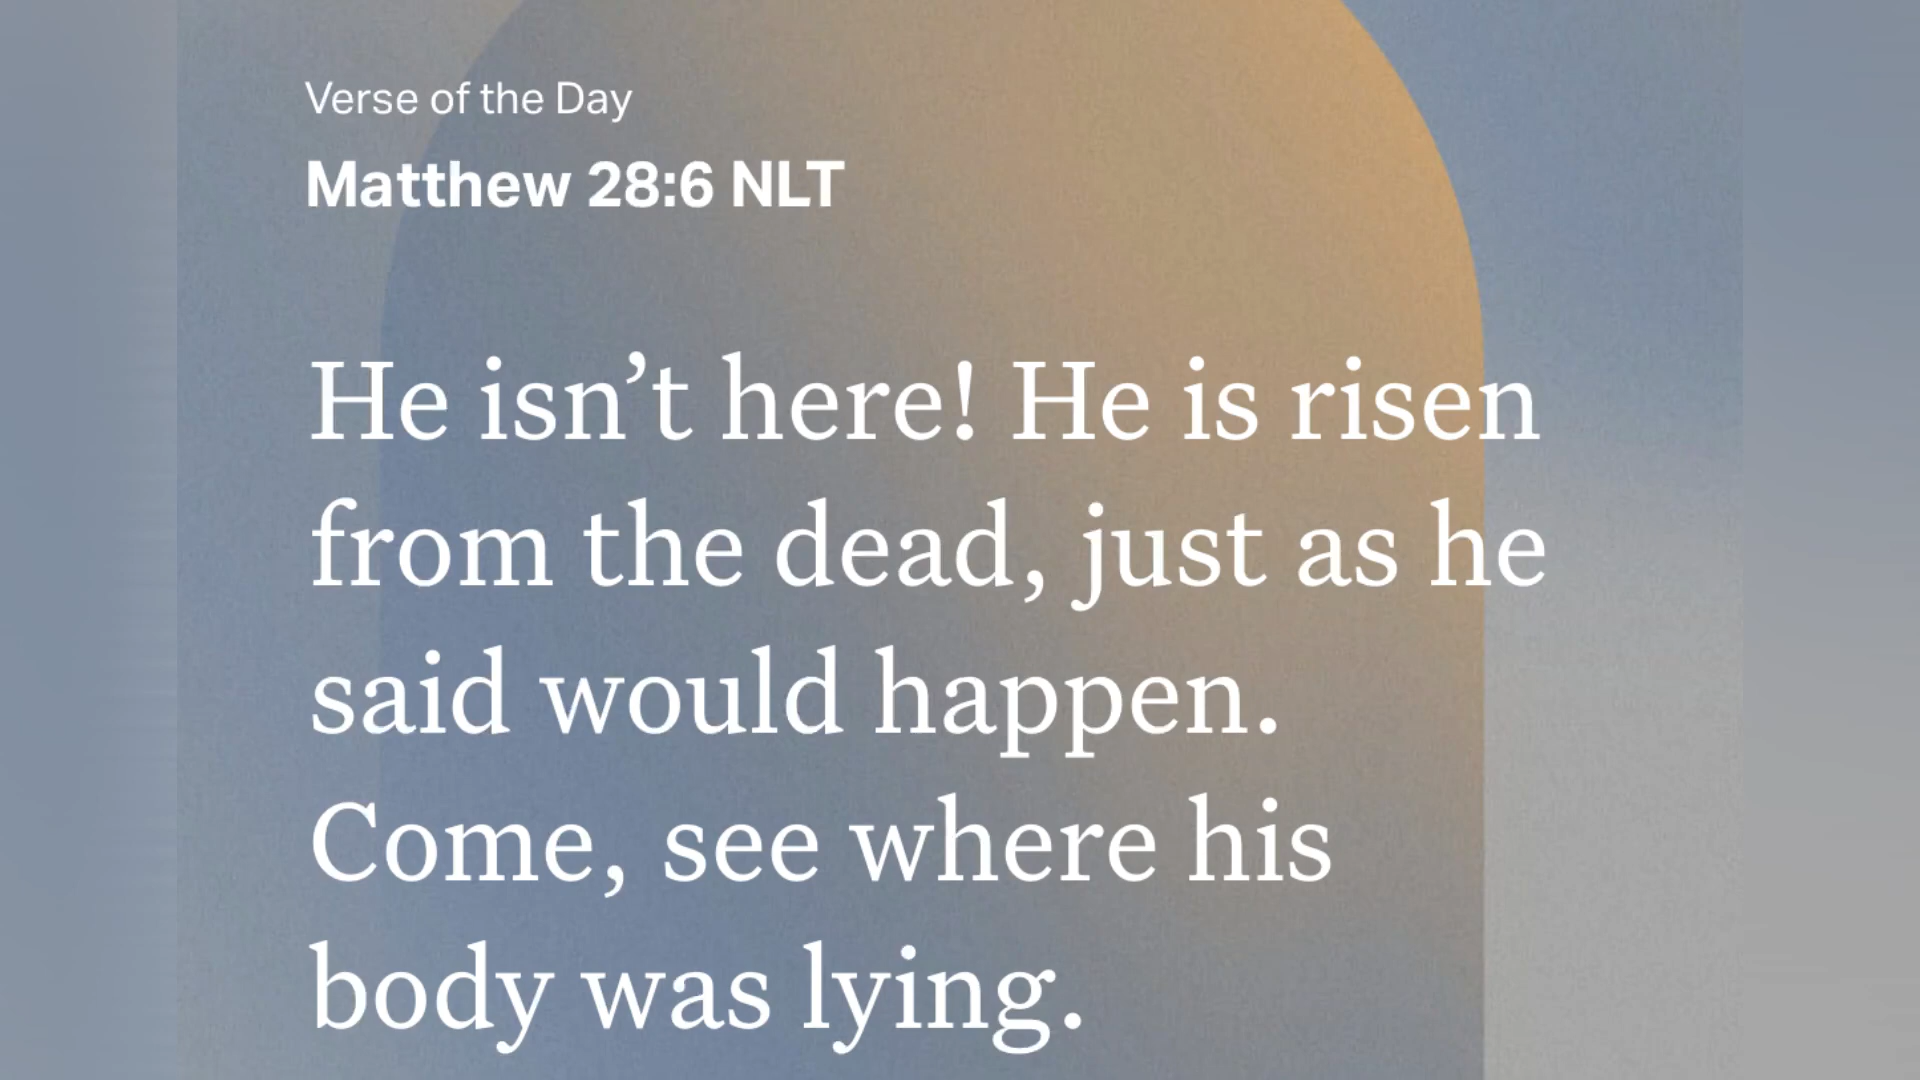 Verse of the Day
Matthew 28:6 NLT
He isn’t here! He is risen
from the dead, just as he
said would happen.
Come, see where his
body was lying.